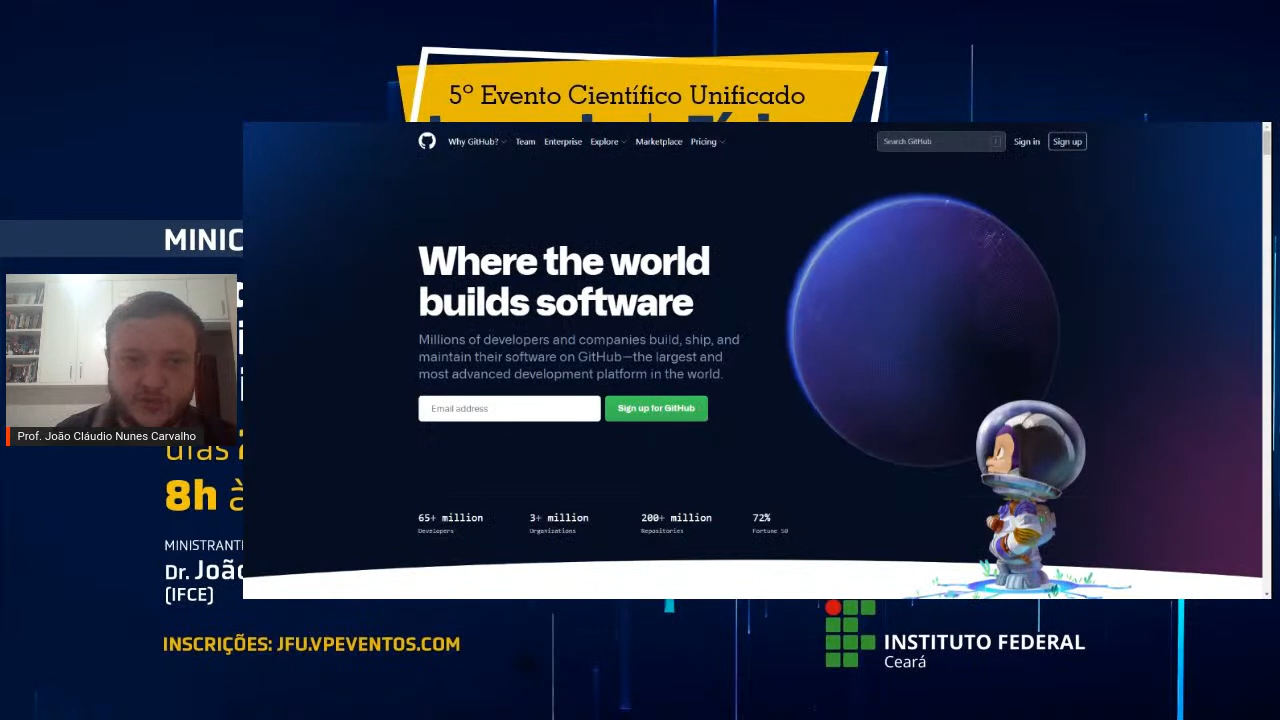 5º Evento Científico Unificado
Why GitHub? Team Enterprise Explore Marketplace Pricing
Search GitHub
/
Sign in
Sign up
MINIC
Where the world
builds software
Millions of developers and companies build, ship, and
maintain their software on GitHub—the largest and
most advanced development platform in the world.
Email address
Sign up for GitHub
Prof. João Cláudio Nunes Carvalho
dias 2
8h à
65+ million
Developers
3+ million
Organizations
200+ million
Repositories
72%
Fortune 50
MINISTRANT
Dr. João
(IFCE)
INSCRIÇÕES: JFU.VPEVENTOS.COM
INSTITUTO FEDERAL
Ceará